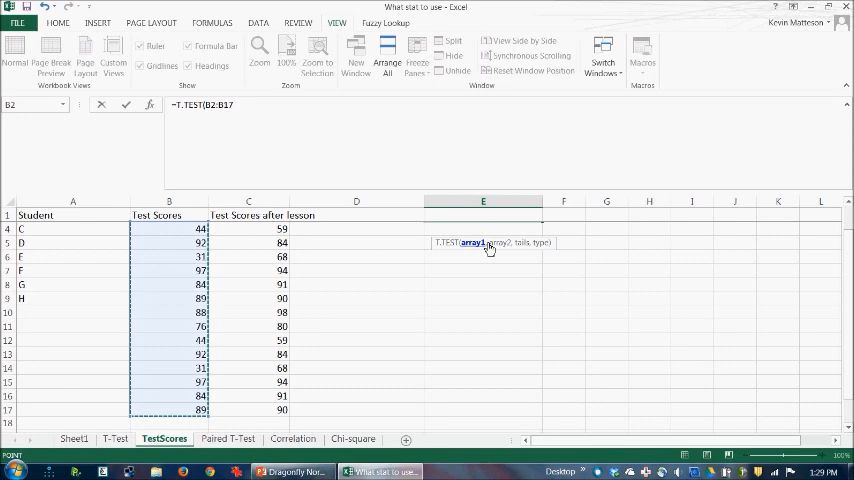 What stat to use - Excel
FILE HOME INSERT PAGE LAYOUT FORMULAS DATA REVIEW VIEW Fuzzy Lookup Kevin Matteson
Normal Page Break Preview Page Layout Custom Views Ruler Formula Bar Gridlines Headings Zoom 100% Zoom to Selection New Window Arrange All Freeze Panes Split Hide Unhide View Side by Side Synchronous Scrolling Reset Window Position Switch Windows Macros
Workbook Views Show Zoom Window Macros
B2 =T.TEST(B2:B17
A B C D E F G H I J K L
1 Student Test Scores Test Scores after lesson
4 C 44 59
5 D 92 84 T.TEST(array1, array2, tails, type)
6 E 31 68
7 F 97 94
8 G 84 91
9 H 89 90
10 88 98
11 76 80
12 44 59
13 92 84
14 31 68
15 97 94
16 84 91
17 89 90
18
Sheet1 T-Test TestScores Paired T-Test Correlation Chi-square
POINT 100%
Dragonfly Nor... What stat to use... Desktop 1:29 PM